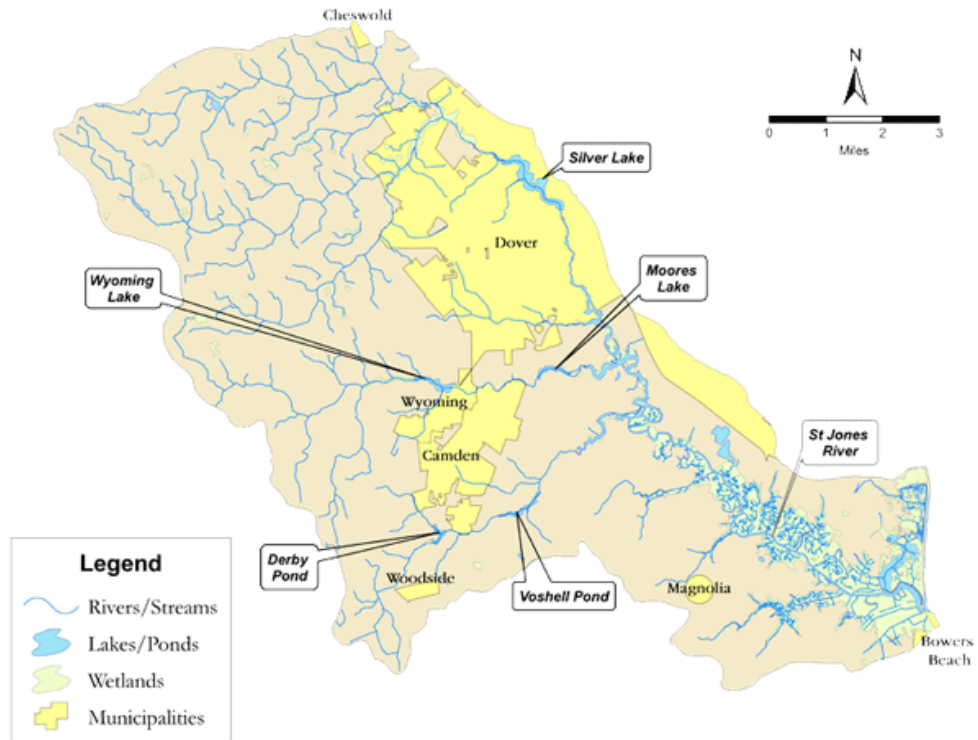 Cheswold
N
0 1 2 3
Miles
Silver Lake
Dover
Wyoming
Lake
Moores
Lake
Wyoming
Camden
St Jones
River
Derby
Pond
Woodside
Voshell Pond
Magnolia
Bowers
Beach
Legend
Rivers/Streams
Lakes/Ponds
Wetlands
Municipalities